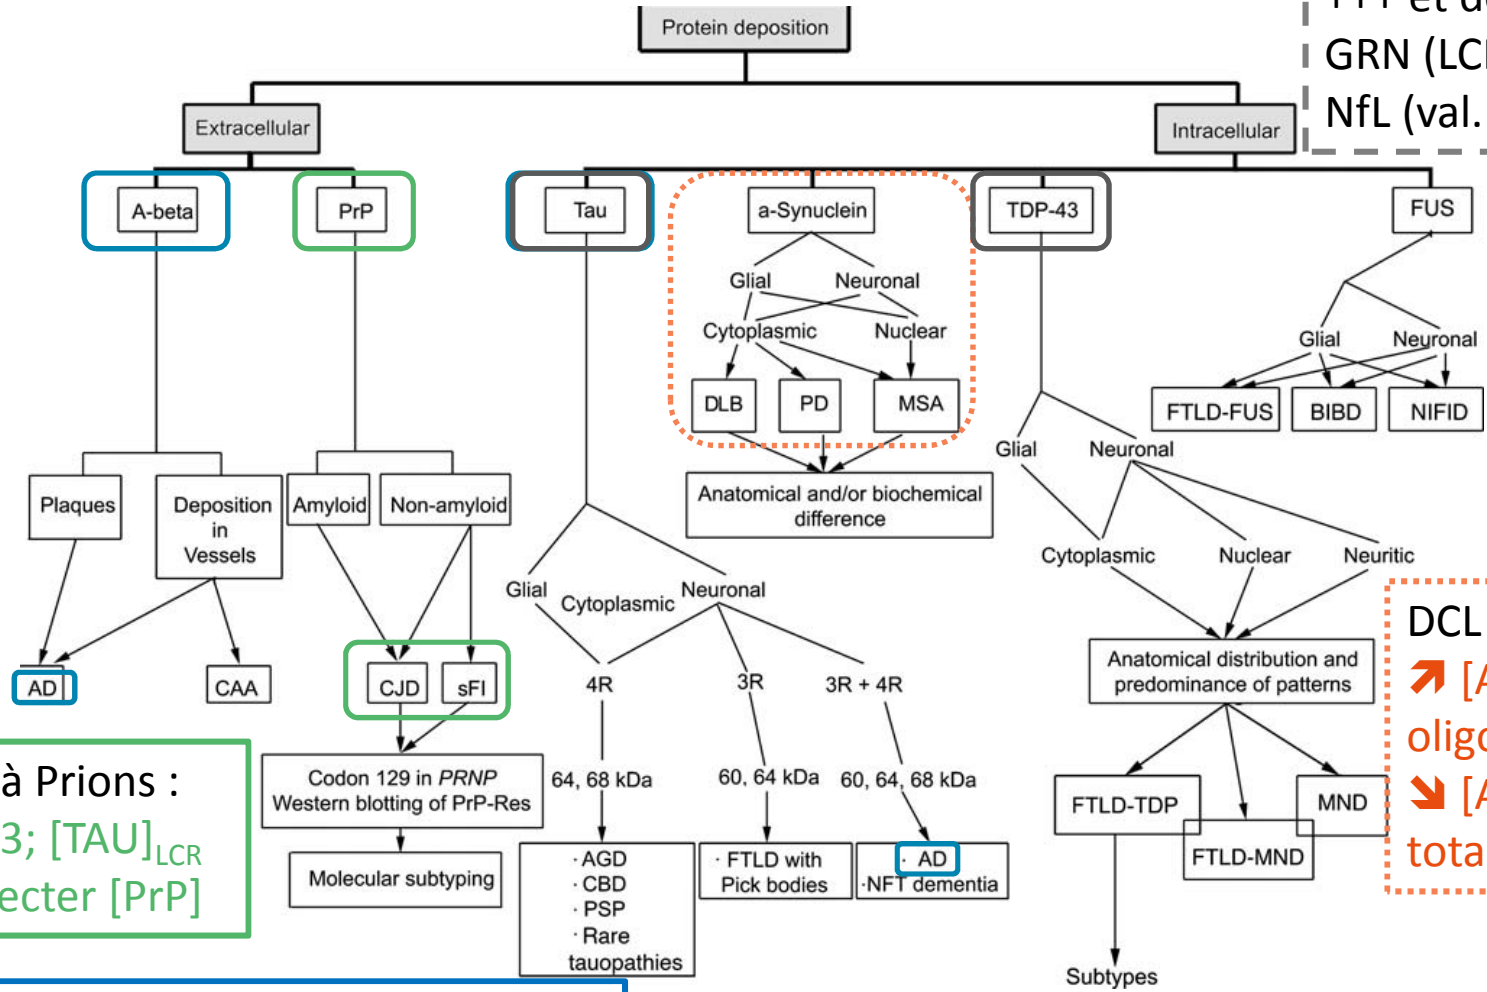 Protein deposition
et
GRN
NfL (val.
Extracellular
Intracellular
A-beta
PrP
Tau
a-Synuclein
TDP-43
FUS
Glial
Neuronal
Cytoplasmic
Nuclear
DLB
PD
MSA
Anatomical and/or biochemical
difference
Glial
Neuronal
FTLD-FUS
BIBD
NIFID
Plaques
Deposition
in
Vessels
Amyloid
Non-amyloid
AD
CAA
CJD
sFI
Codon 129 in PRNP
Western blotting of PrP-Res
Molecular subtyping
Glial
Cytoplasmic
Neuronal
4R
3R
3R + 4R
64, 68 kDa
60, 64 kDa
60, 64, 68 kDa
· AGD
· CBD
· PSP
· Rare
tauopathies
· FTLD with
Pick bodies
· AD
·NFT dementia
Glial
Neuronal
Cytoplasmic
Nuclear
Neuritic
Anatomical distribution and
predominance of patterns
FTLD-TDP
FTLD-MND
MND
Subtypes
à Prions :
3; [TAU]LCR
ecter [PrP]
DCL
↗ [A
oligo
↘ [A
tota